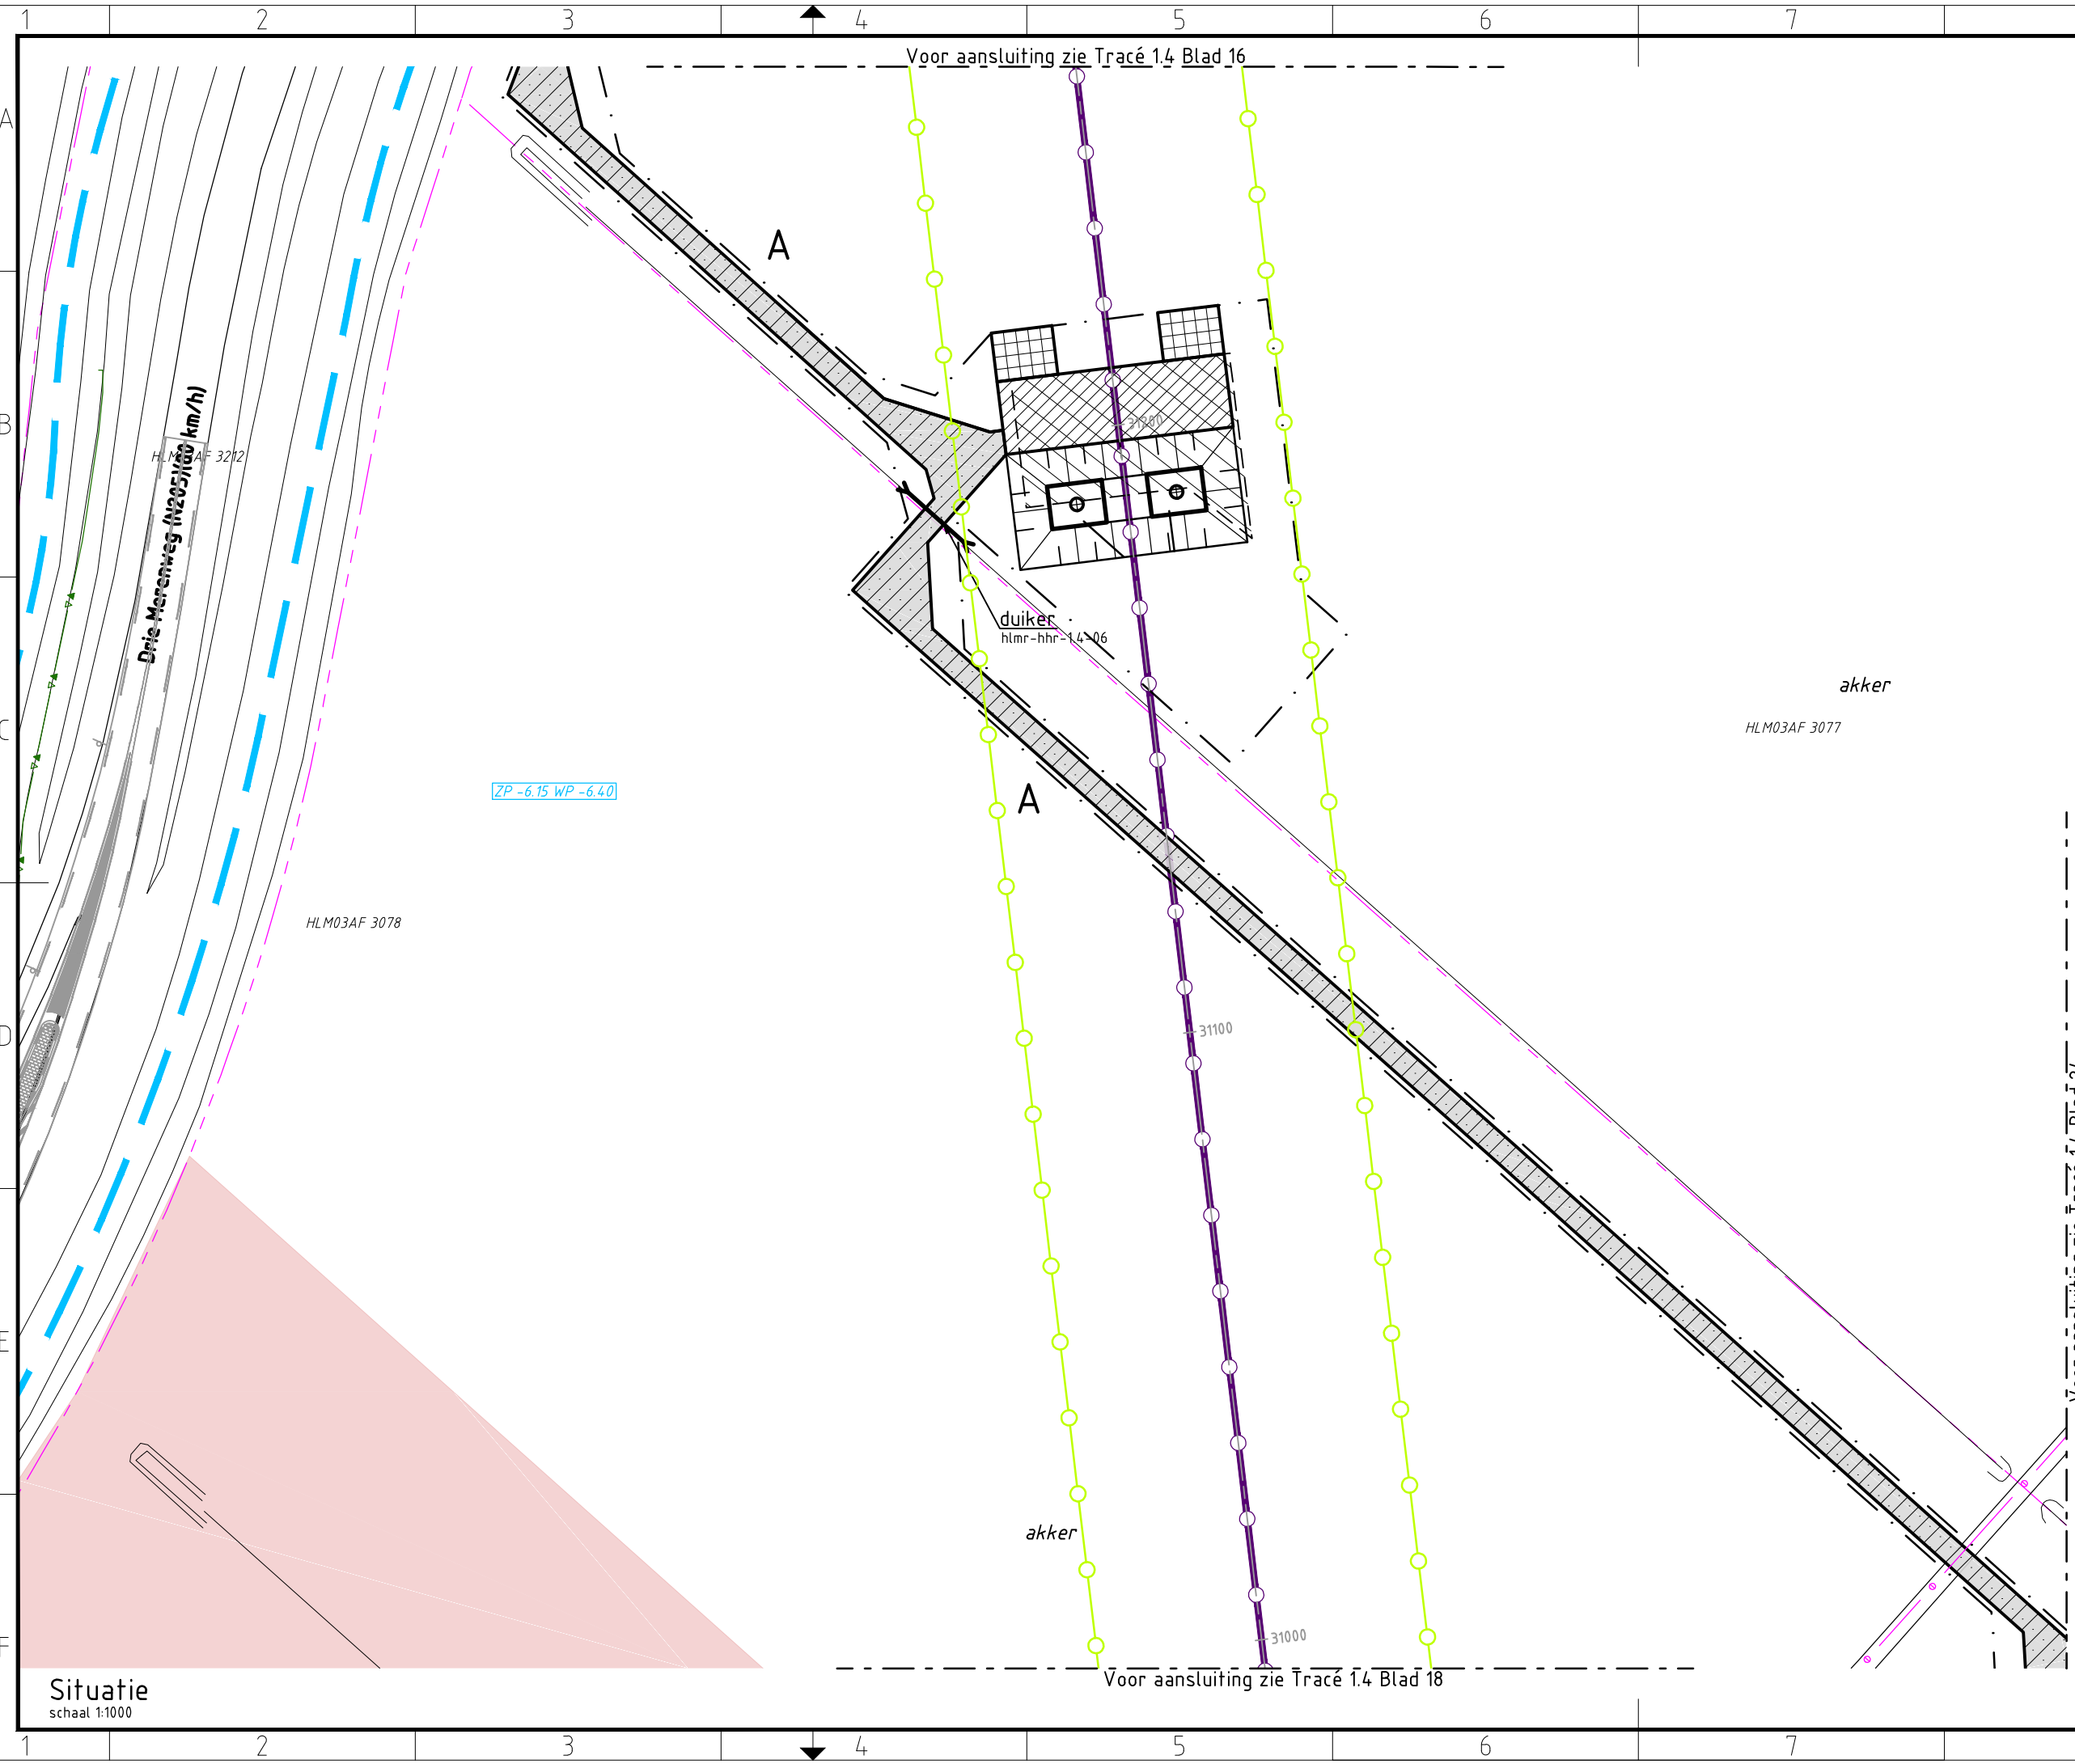 1 2 3 4 5 6 7
Voor aansluiting zie Tracé 1.4 Blad 16
A
A
B
HLM03AF 3212
Drie Merenweg (N205)(80 km/h)
31200
duiker
hlmr-hhr-1.4-06
akker
HLM03AF 3077
C
ZP -6.15 WP -6.40
A
HLM03AF 3078
31100
D
E
akker
31000
F
Voor aansluiting zie Tracé 1.4 Blad 18
Situatie
schaal 1:1000
1 2 3 4 5 6 7